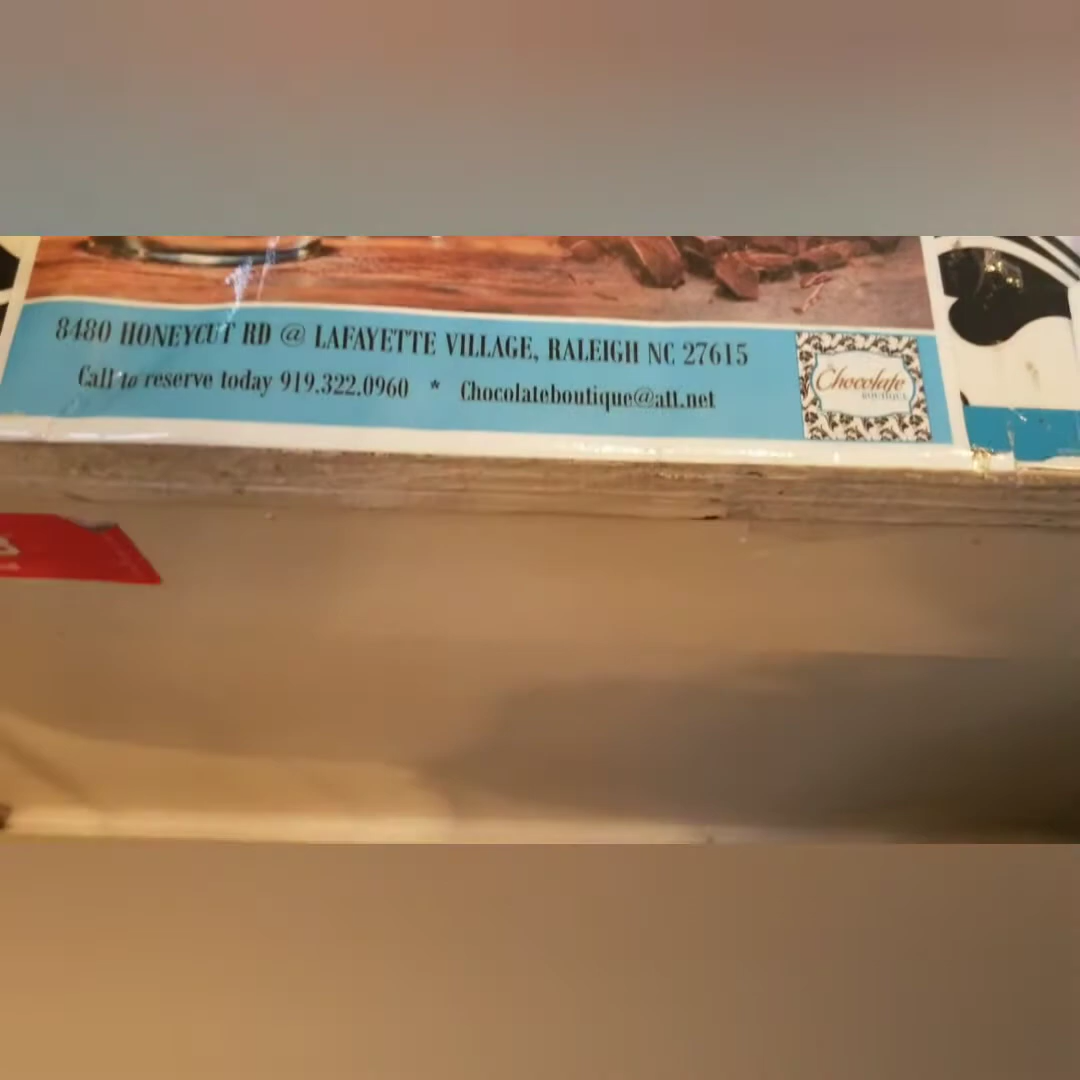 8480 HONEYCUT RD @ LAFAYETTE VILLAGE, RALEIGH NC 27615
Call to reserve today 919.322.0960 * Chocolateboutique@att.net
Chocolate
BOUTIQUE